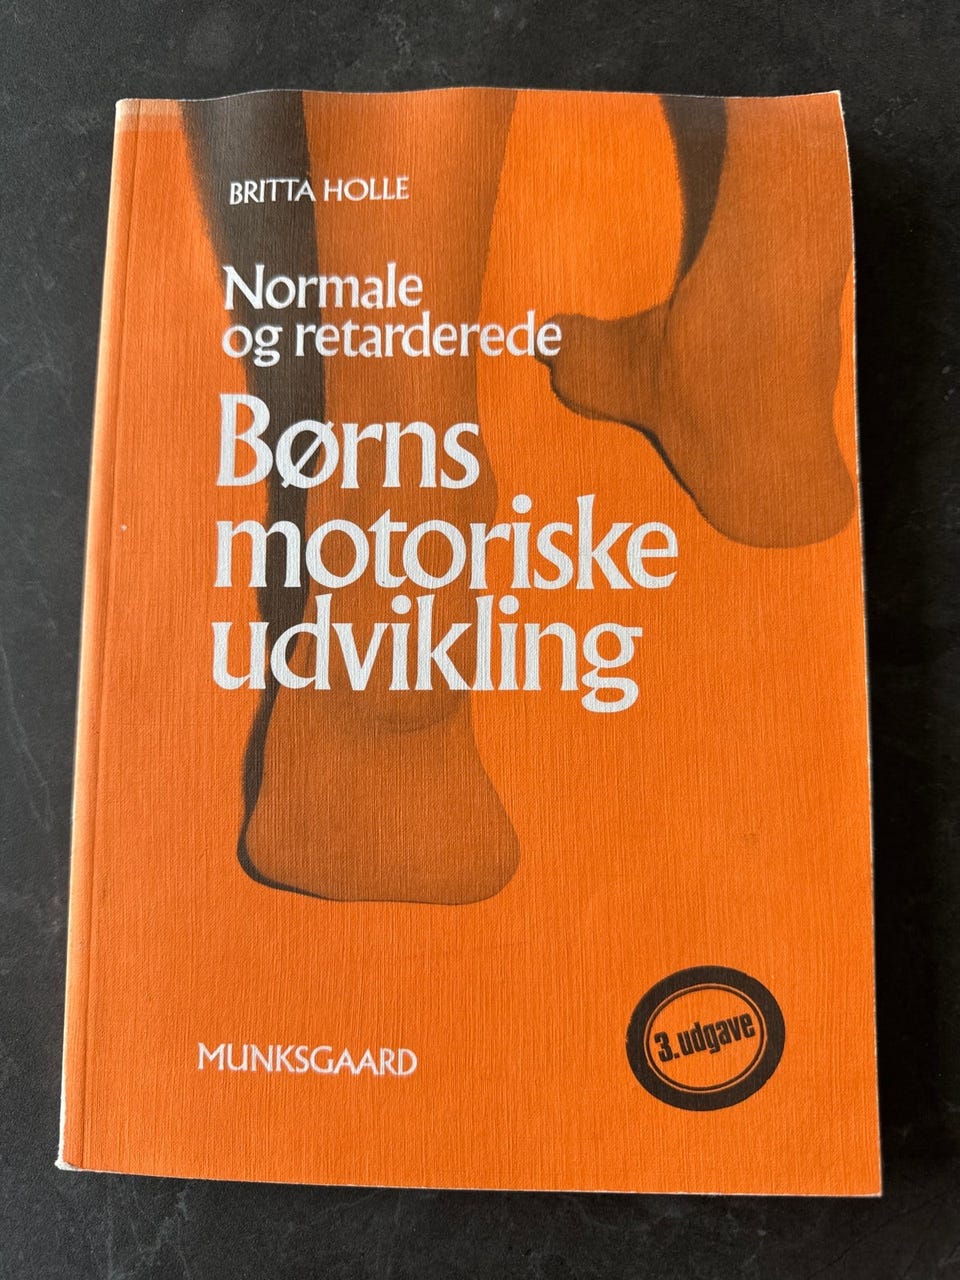 BRITTA HOLLE
Normale
og retarderede
Børns
motoriske
udvikling
MUNKSGAARD
3. udgave